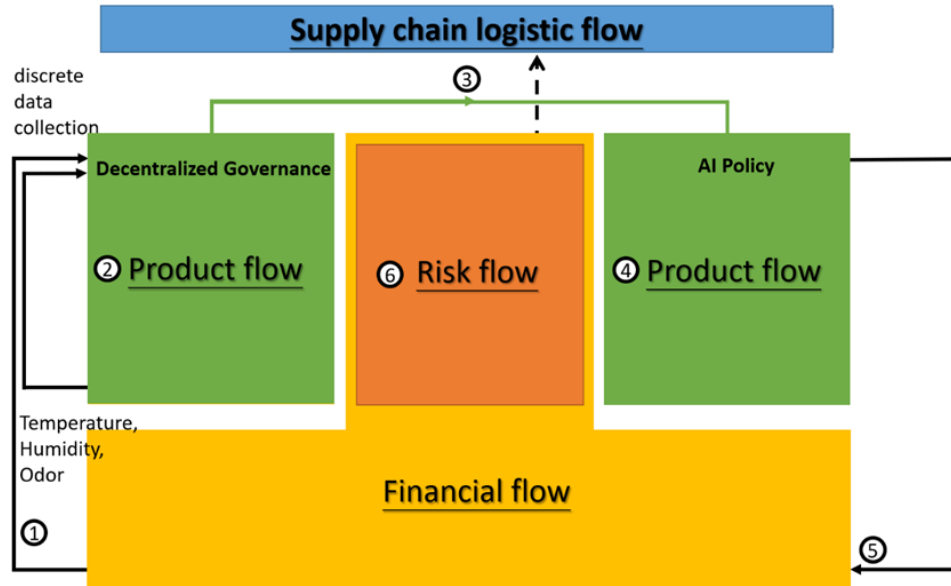 Supply chain logistic flow
discrete
data
collection
③
Decentralized Governance
AI Policy
② Product flow
⑥ Risk flow
④ Product flow
Temperature,
Humidity,
Odor
Financial flow
①
⑤